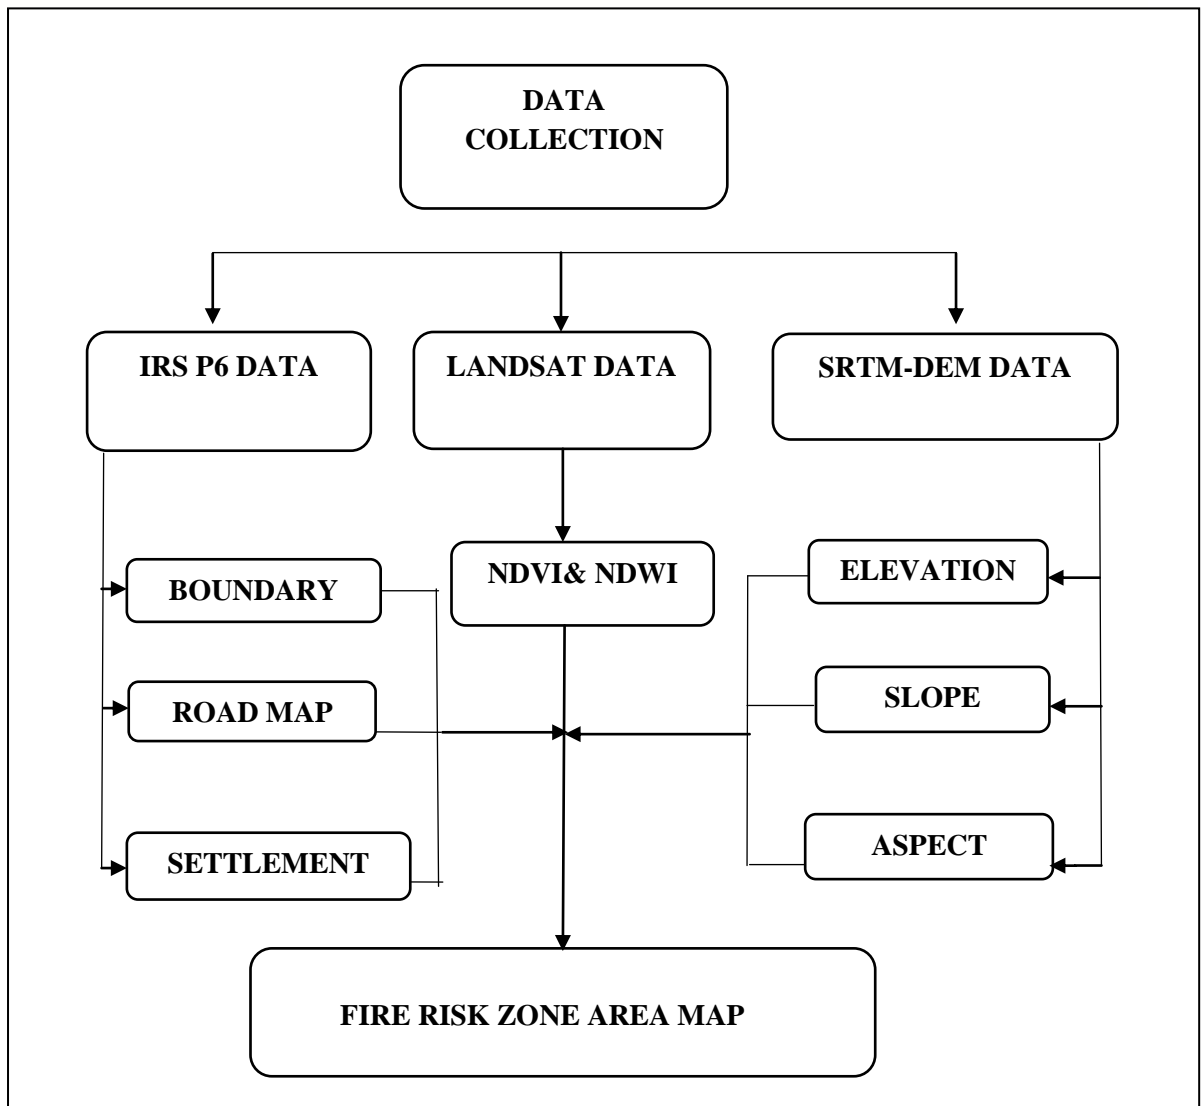 DATA
COLLECTION
IRS P6 DATA
LANDSAT DATA
SRTM-DEM DATA
BOUNDARY
NDVI& NDWI
ELEVATION
ROAD MAP
SLOPE
SETTLEMENT
ASPECT
FIRE RISK ZONE AREA MAP